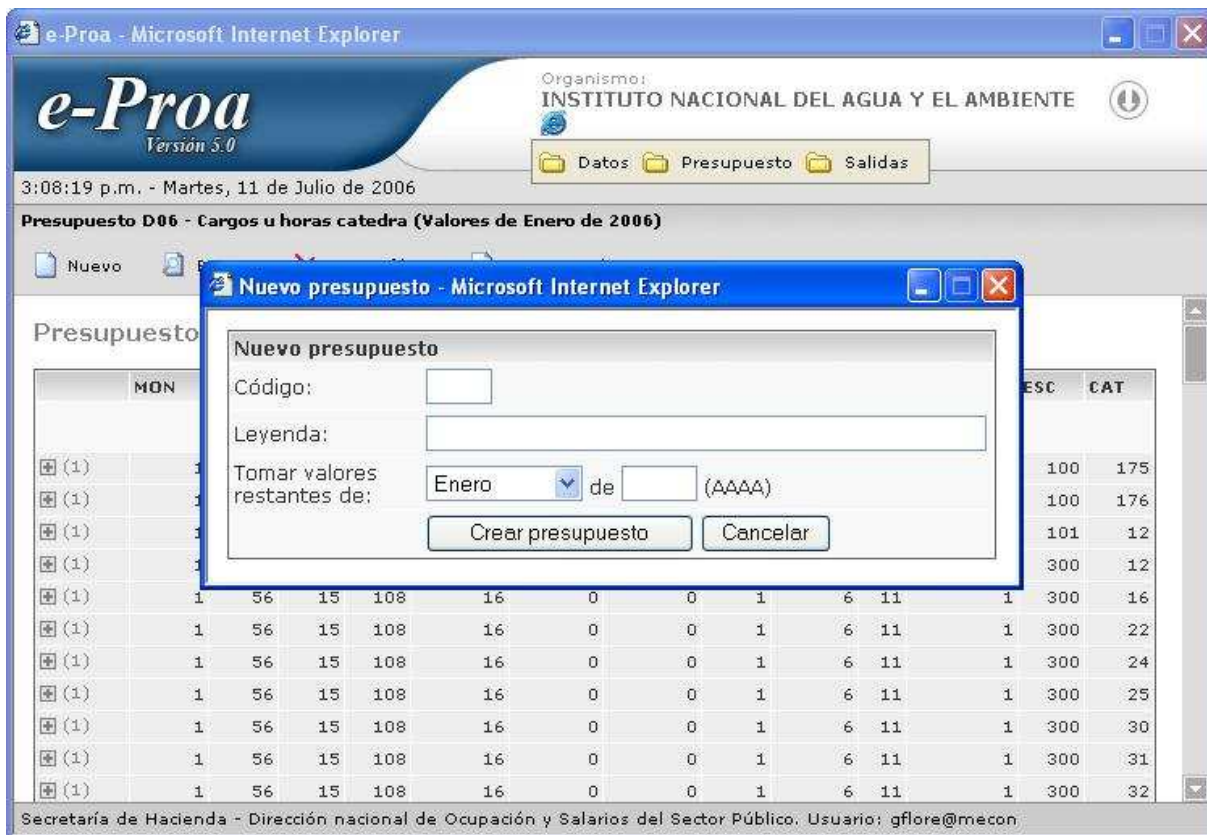 e-Proa - Microsoft Internet Explorer
e-Proa
Versión 5.0
Organismo:
INSTITUTO NACIONAL DEL AGUA Y EL AMBIENTE
Datos Presupuesto Salidas
3:08:19 p.m. - Martes, 11 de Julio de 2006
Presupuesto D06 - Cargos u horas catedra (Valores de Enero de 2006)
Nuevo
Nuevo presupuesto - Microsoft Internet Explorer
Presupuesto
Nuevo presupuesto
Código:
Leyenda:
Tomar valores
restantes de:
Enero de (AAAA)
Crear presupuesto Cancelar
MON ESC CAT
(1) 1 100 175
(1) 1 100 176
(1) 1 101 12
(1) 1 300 12
(1) 1 56 15 108 16 0 0 1 6 11 1 300 16
(1) 1 56 15 108 16 0 0 1 6 11 1 300 22
(1) 1 56 15 108 16 0 0 1 6 11 1 300 24
(1) 1 56 15 108 16 0 0 1 6 11 1 300 25
(1) 1 56 15 108 16 0 0 1 6 11 1 300 30
(1) 1 56 15 108 16 0 0 1 6 11 1 300 31
(1) 1 56 15 108 16 0 0 1 6 11 1 300 32
Secretaría de Hacienda - Dirección nacional de Ocupación y Salarios del Sector Público. Usuario: gflore@mecon